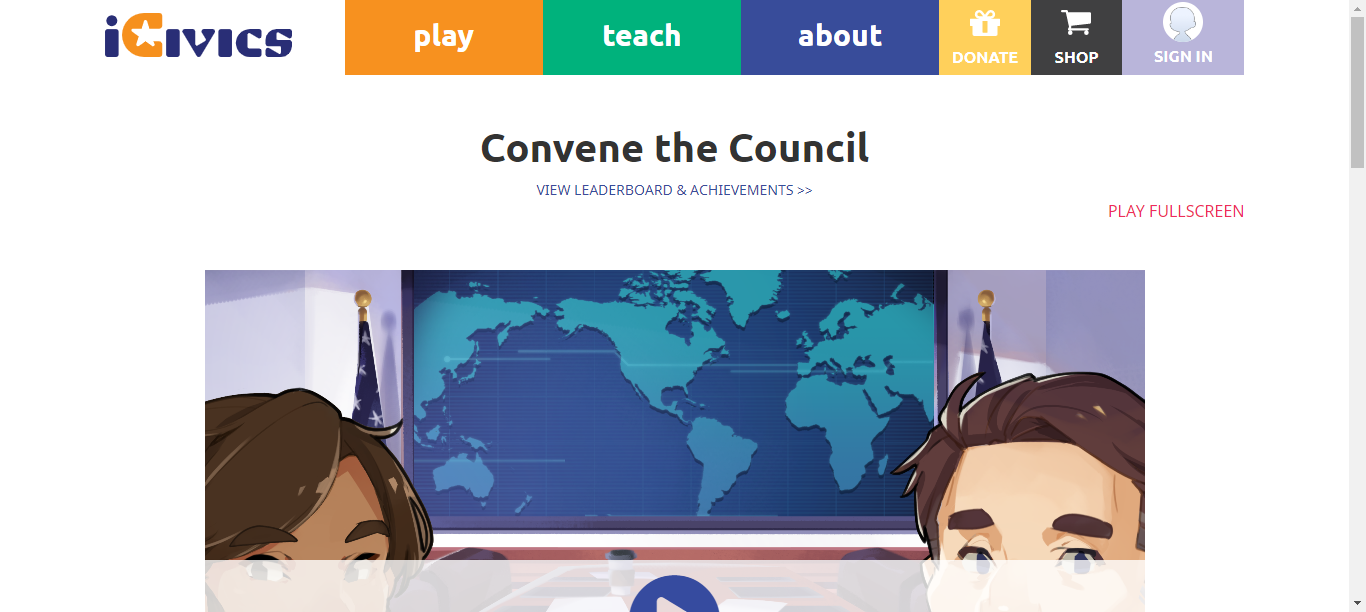 iCivics
play
teach
about
DONATE
SHOP
SIGN IN
Convene the Council
VIEW LEADERBOARD & ACHIEVEMENTS >>
PLAY FULLSCREEN